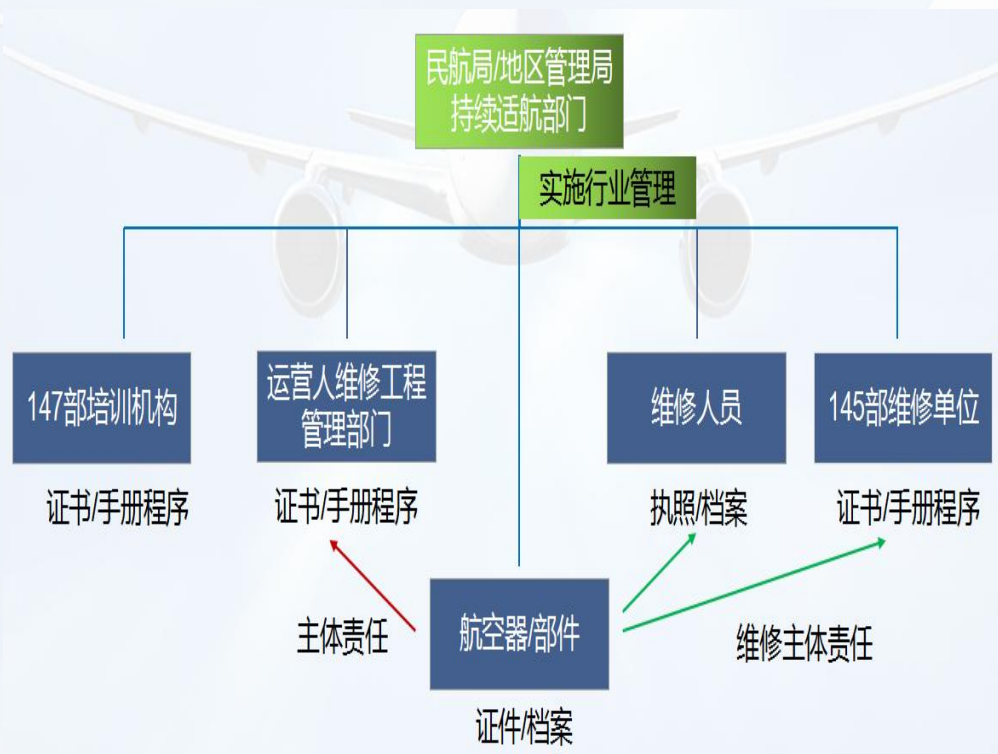 民航局/地区管理局
持续适航部门
实施行业管理
147部培训机构
运营人维修工程
管理部门
维修人员
145部维修单位
证书/手册程序
证书/手册程序
执照/档案
证书/手册程序
主体责任
航空器/部件
维修主体责任
证件/档案